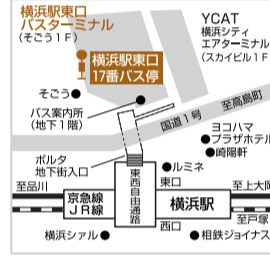 横浜駅東口
バスターミナル
(そごう1F)
YCAT
横浜シティ
エアターミナル
(スカイビル1F
横浜駅東口
17番バス停
そごう
至高島町
バス案内所
(地下1階)
国道1号
ヨコハマ
プラザホテル
崎陽軒
ポルタ
地下街入口
ルミネ
至品川
東口
至上大岡
京急線
JR線
東西自由通路
横浜駅
西口
至戸塚
横浜シァル
相鉄ジョイナス